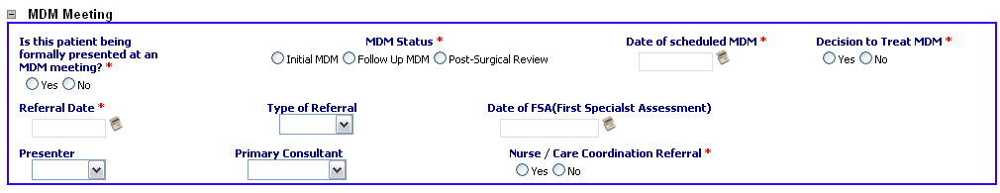 MDM Meeting
Is this patient being
formally presented at an
MDM meeting? *
Yes No
MDM Status *
Initial MDM Follow Up MDM Post-Surgical Review
Date of scheduled MDM *
Decision to Treat MDM *
Yes No
Referral Date *
Type of Referral
Date of FSA(First Specialst Assessment)
Presenter
Primary Consultant
Nurse / Care Coordination Referral *
Yes No